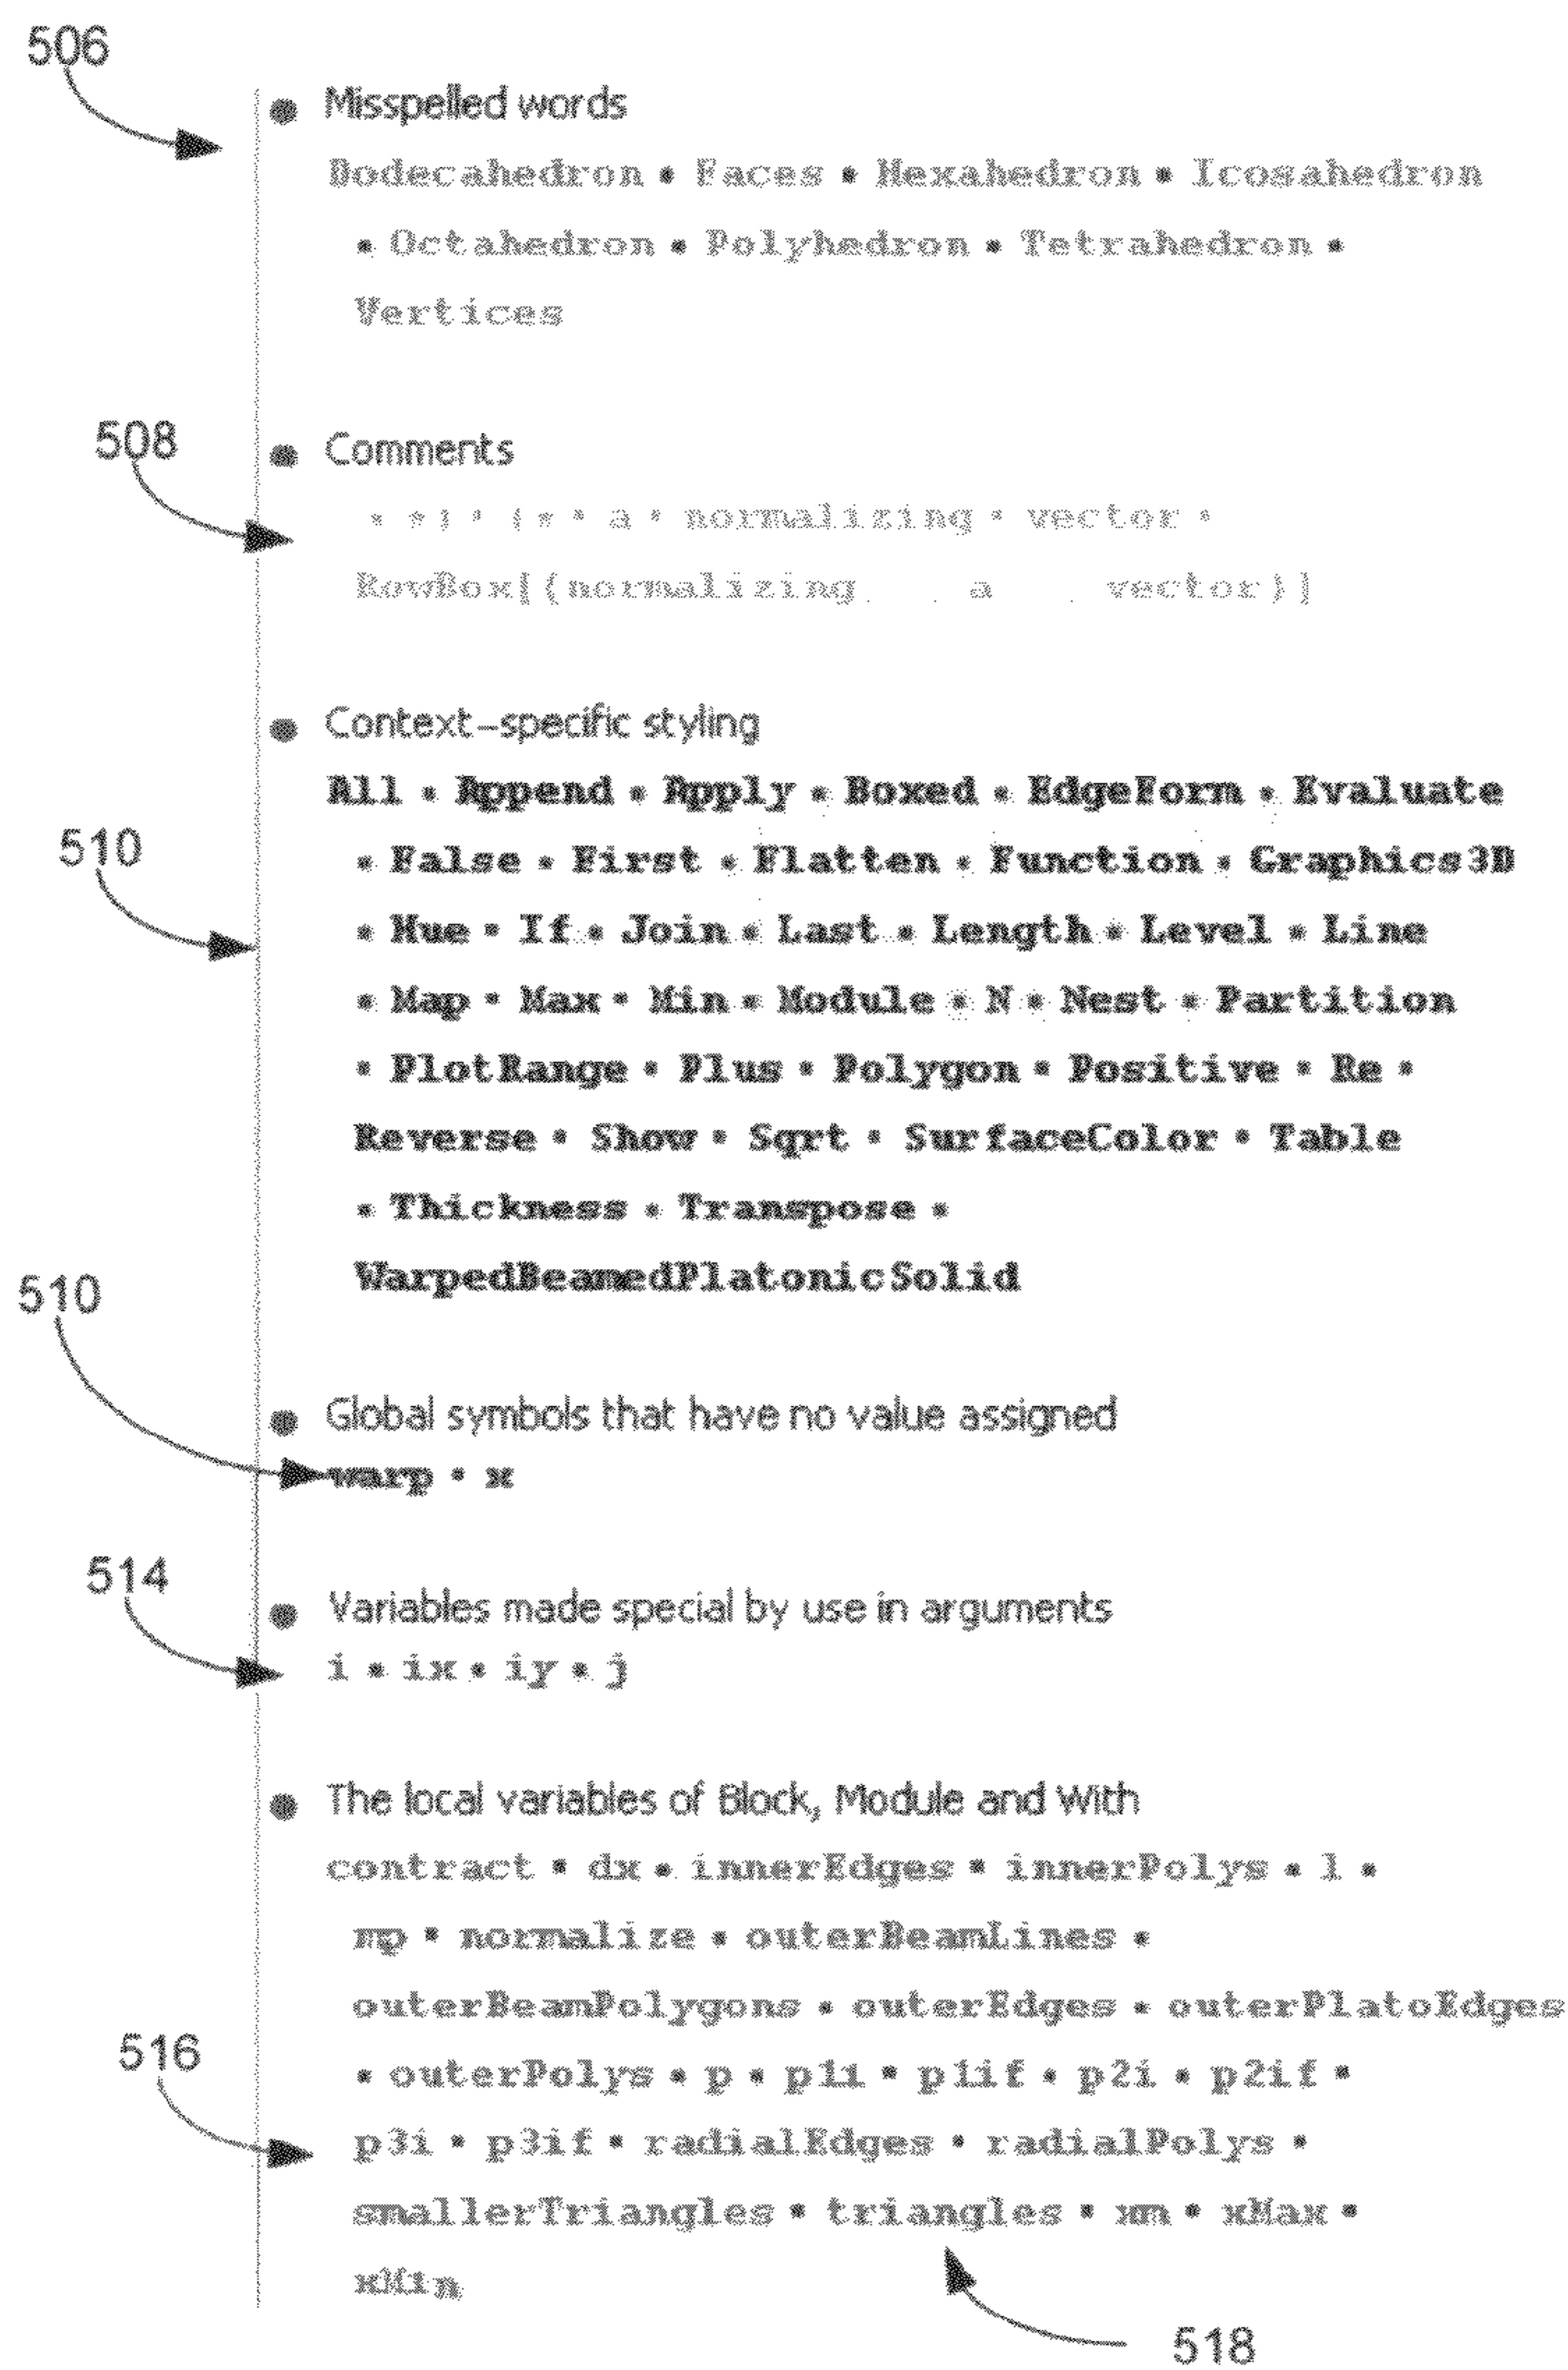 506
● Misspelled words
Dodecahedron ▪ Faces ▪ Hexahedron ▪ Icosahedron
▪ Octahedron ▪ Polyhedron ▪ Tetrahedron ▪
Vertices
508
● Comments
▪ *) ▪ (* ▪ a ▪ normalizing ▪ vector ▪
RowBox[{normalizing a vector}]
● Context-specific styling
All ▪ Append ▪ Apply ▪ Boxed ▪ EdgeForm ▪ Evaluate
510
▪ False ▪ First ▪ Flatten ▪ Function ▪ Graphics3D
▪ Hue ▪ If ▪ Join ▪ Last ▪ Length ▪ Level ▪ Line
▪ Map ▪ Max ▪ Min ▪ Module ▪ N ▪ Nest ▪ Partition
▪ PlotRange ▪ Plus ▪ Polygon ▪ Positive ▪ Re ▪
Reverse ▪ Show ▪ Sqrt ▪ SurfaceColor ▪ Table
▪ Thickness ▪ Transpose ▪
WarpedBeamedPlatonicSolid
510
● Global symbols that have no value assigned
warp ▪ x
514
● Variables made special by use in arguments
i ▪ ix ▪ iy ▪ j
● The local variables of Block, Module and With
contract ▪ dx ▪ innerEdges ▪ innerPolys ▪ l ▪
mp ▪ normalize ▪ outerBeamLines ▪
outerBeamPolygons ▪ outerEdges ▪ outerPlatoEdges
516
▪ outerPolys ▪ p ▪ p1i ▪ p1if ▪ p2i ▪ p2if ▪
p3i ▪ p3if ▪ radialEdges ▪ radialPolys ▪
smallerTriangles ▪ triangles ▪ xm ▪ xMax ▪
xMin
518